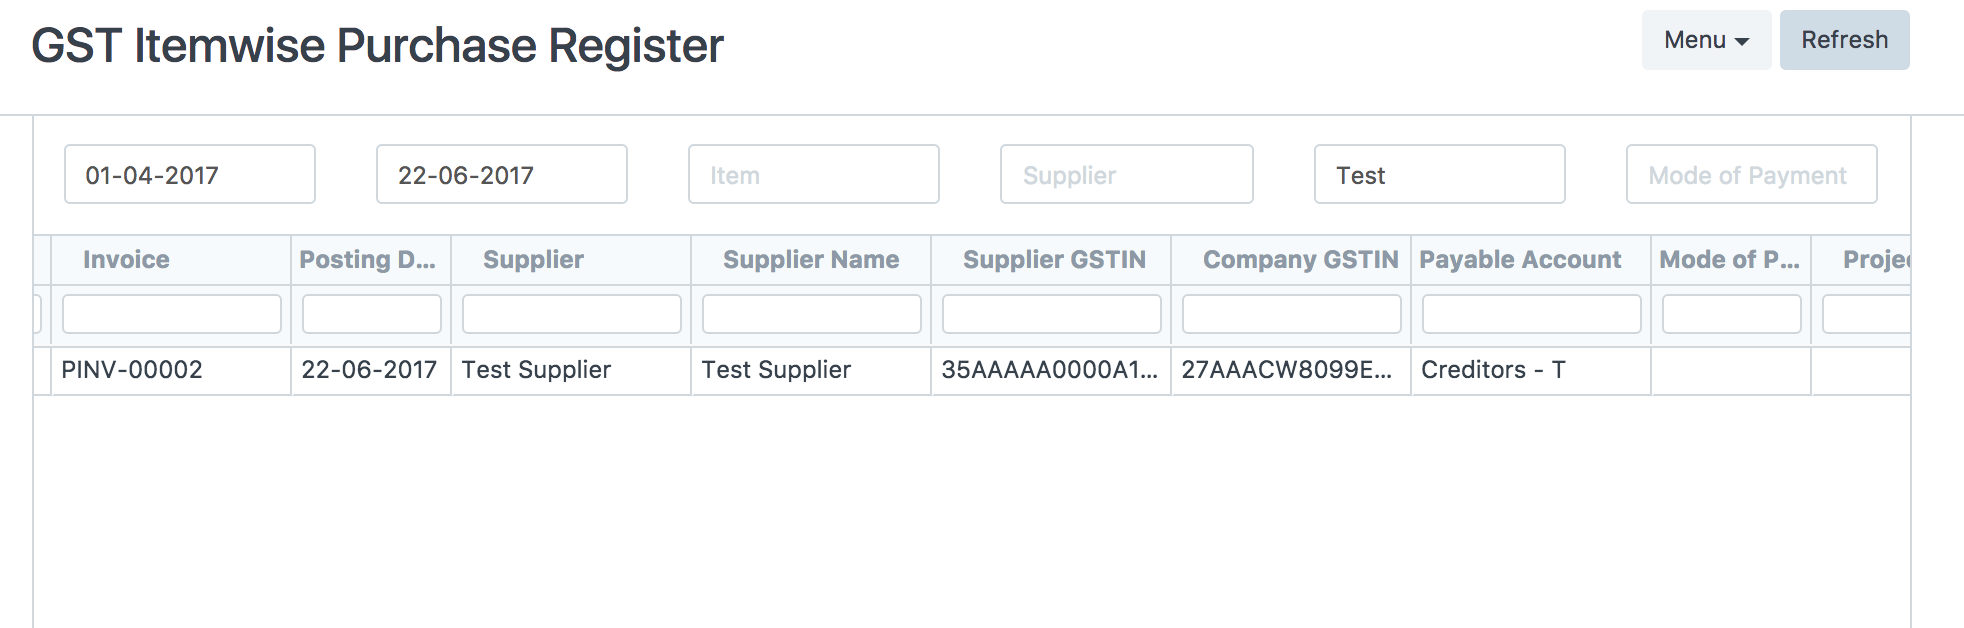 GST Itemwise Purchase Register
Menu Refresh
01-04-2017 22-06-2017 Item Supplier Test Mode of Payment
Invoice Posting D... Supplier Supplier Name Supplier GSTIN Company GSTIN Payable Account Mode of P... Projec
PINV-00002 22-06-2017 Test Supplier Test Supplier 35AAAAA0000A1... 27AAACW8099E... Creditors - T